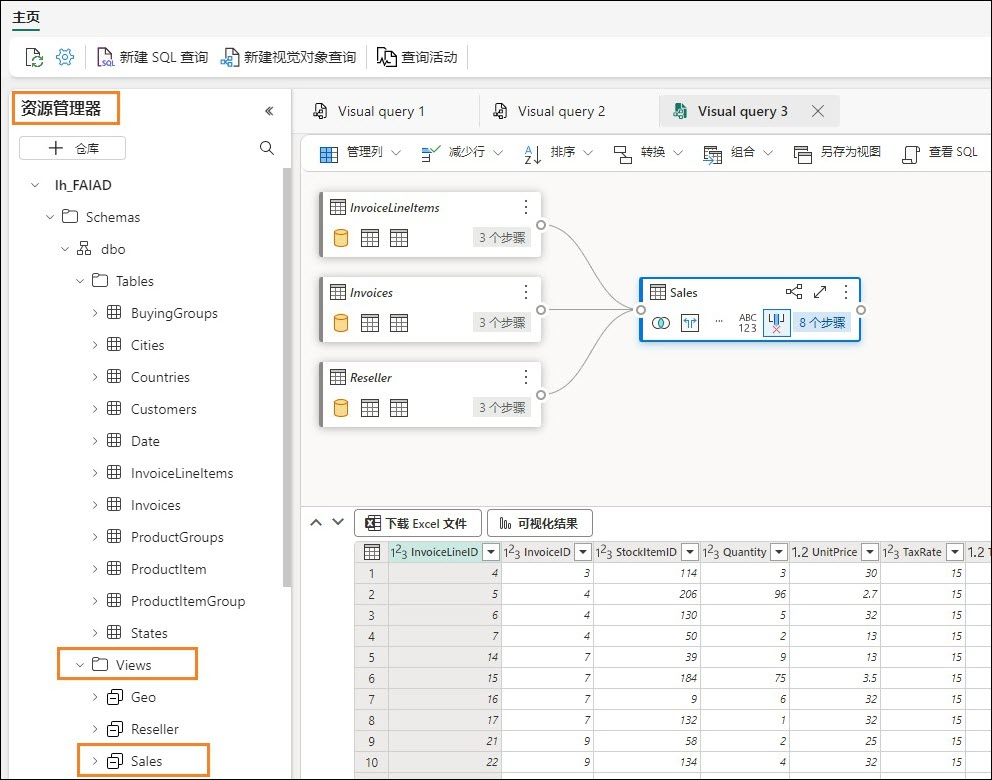 主页
新建 SQL 查询 新建视觉对象查询 查询活动
资源管理器
仓库
lh_FAIAD
Schemas
dbo
Tables
BuyingGroups
Cities
Countries
Customers
Date
InvoiceLineItems
Invoices
ProductGroups
ProductItem
ProductItemGroup
States
Views
Geo
Reseller
Sales
Visual query 1 Visual query 2 Visual query 3
管理列 减少行 排序 转换 组合 另存为视图 查看 SQL
InvoiceLineItems
3 个步骤
Invoices
3 个步骤
Reseller
3 个步骤
Sales
ABC
123
8 个步骤
下载 Excel 文件 可视化结果
123 InvoiceLineID 123 InvoiceID 123 StockItemID 123 Quantity 1.2 UnitPrice 123 TaxRate 1.2
1 4 3 114 3 30 15
2 5 4 206 96 2.7 15
3 6 4 130 5 32 15
4 7 4 50 2 13 15
5 14 7 39 9 13 15
6 15 7 184 75 3.5 15
7 16 7 9 6 32 15
8 17 7 132 1 32 15
9 21 9 58 2 25 15
10 22 9 134 4 32 15